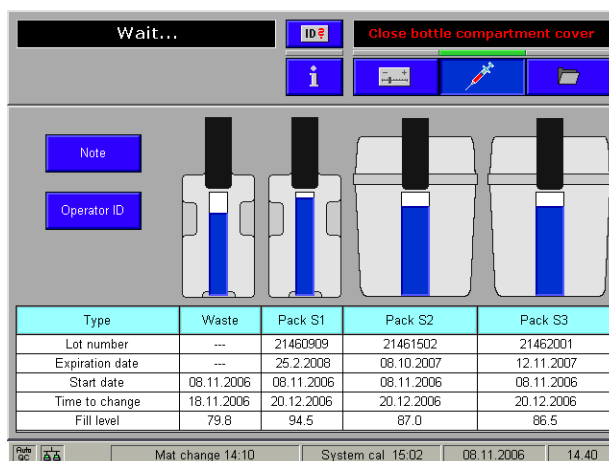 Wait...
ID?
Close bottle compartment cover
i
- +
Note
Operator ID
Type Waste Pack S1 Pack S2 Pack S3
Lot number --- 21460909 21461502 21462001
Expiration date --- 25.2.2008 08.10.2007 12.11.2007
Start date 08.11.2006 08.11.2006 08.11.2006 08.11.2006
Time to change 18.11.2006 20.12.2006 20.12.2006 20.12.2006
Fill level 79.8 94.5 87.0 86.5
Auto QC Mat change 14:10 System cal 15:02 08.11.2006 14.40